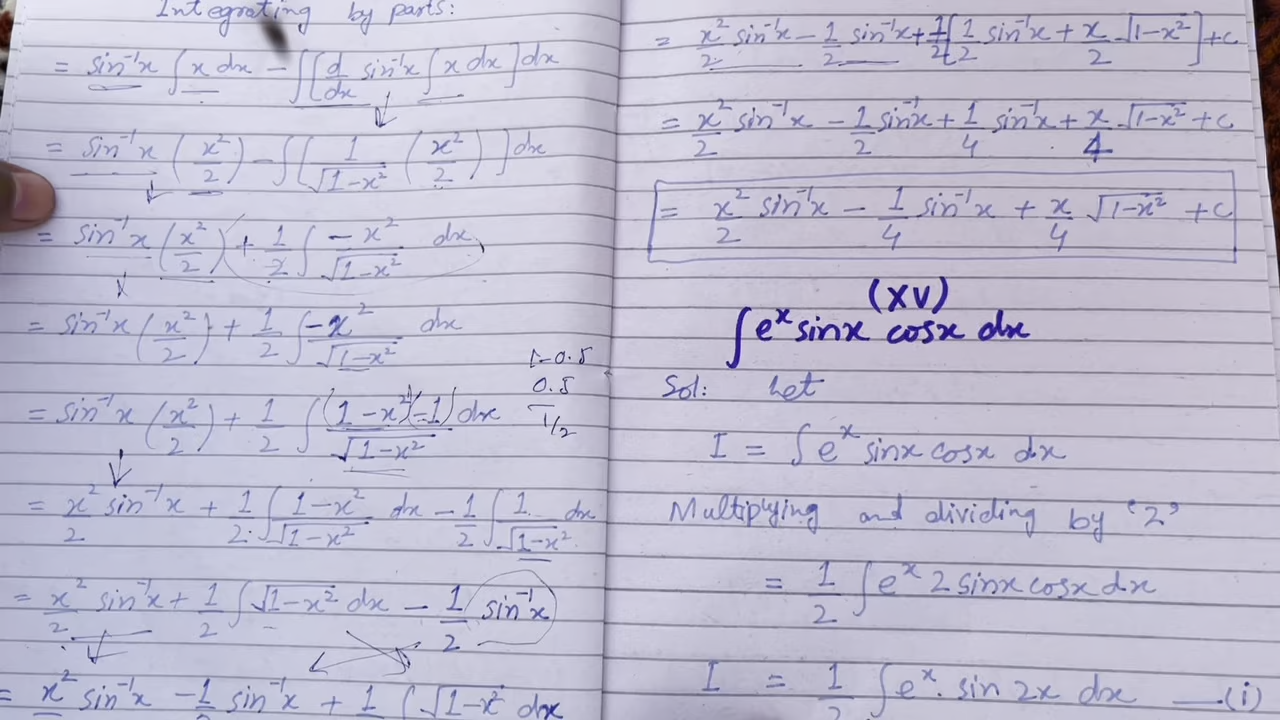 Integrating by parts:
= sin⁻¹x ∫ x dx − ∫[d/dx sin⁻¹x ∫ x dx] dx
= sin⁻¹x (x²/2) − ∫[1/√(1−x²) (x²/2)] dx
= sin⁻¹x (x²/2) + 1/2 ∫ −x²/√(1−x²) dx
= sin⁻¹x (x²/2) + 1/2 ∫ −x²/√(1−x²) dx
1-0.5
0.5
1/2
= sin⁻¹x (x²/2) + 1/2 ∫ (1−x²)(−1)/√(1−x²) dx
= x²/2 sin⁻¹x + 1/2 ∫ 1−x²/√(1−x²) dx − 1/2 ∫ 1/√(1−x²) dx
= x²/2 sin⁻¹x + 1/2 ∫ √(1−x²) dx − 1/2 sin⁻¹x
= x²/2 sin⁻¹x − 1/2 sin⁻¹x + 1 ∫ √(1−x²) dx
= x²/2 sin⁻¹x − 1/2 sin⁻¹x + 1/2 [1/2 sin⁻¹x + x/2 √(1−x²)] + c
= x²/2 sin⁻¹x − 1/2 sin⁻¹x + 1/4 sin⁻¹x + x/4 √(1−x²) + c
= x²/2 sin⁻¹x − 1/4 sin⁻¹x + x/4 √(1−x²) + c
(xv)
∫ eˣ sinx cosx dx
Sol: Let
I = ∫ eˣ sinx cosx dx
Multiplying and dividing by '2'
= 1/2 ∫ eˣ 2 sinx cosx dx
I = 1/2 ∫ eˣ. sin 2x dx —(i)